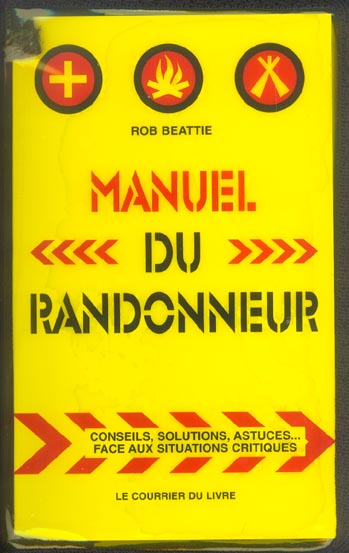 ROB BEATTIE
MANUEL
DU
RANDONNEUR
CONSEILS, SOLUTIONS, ASTUCES...
FACE AUX SITUATIONS CRITIQUES
LE COURRIER DU LIVRE